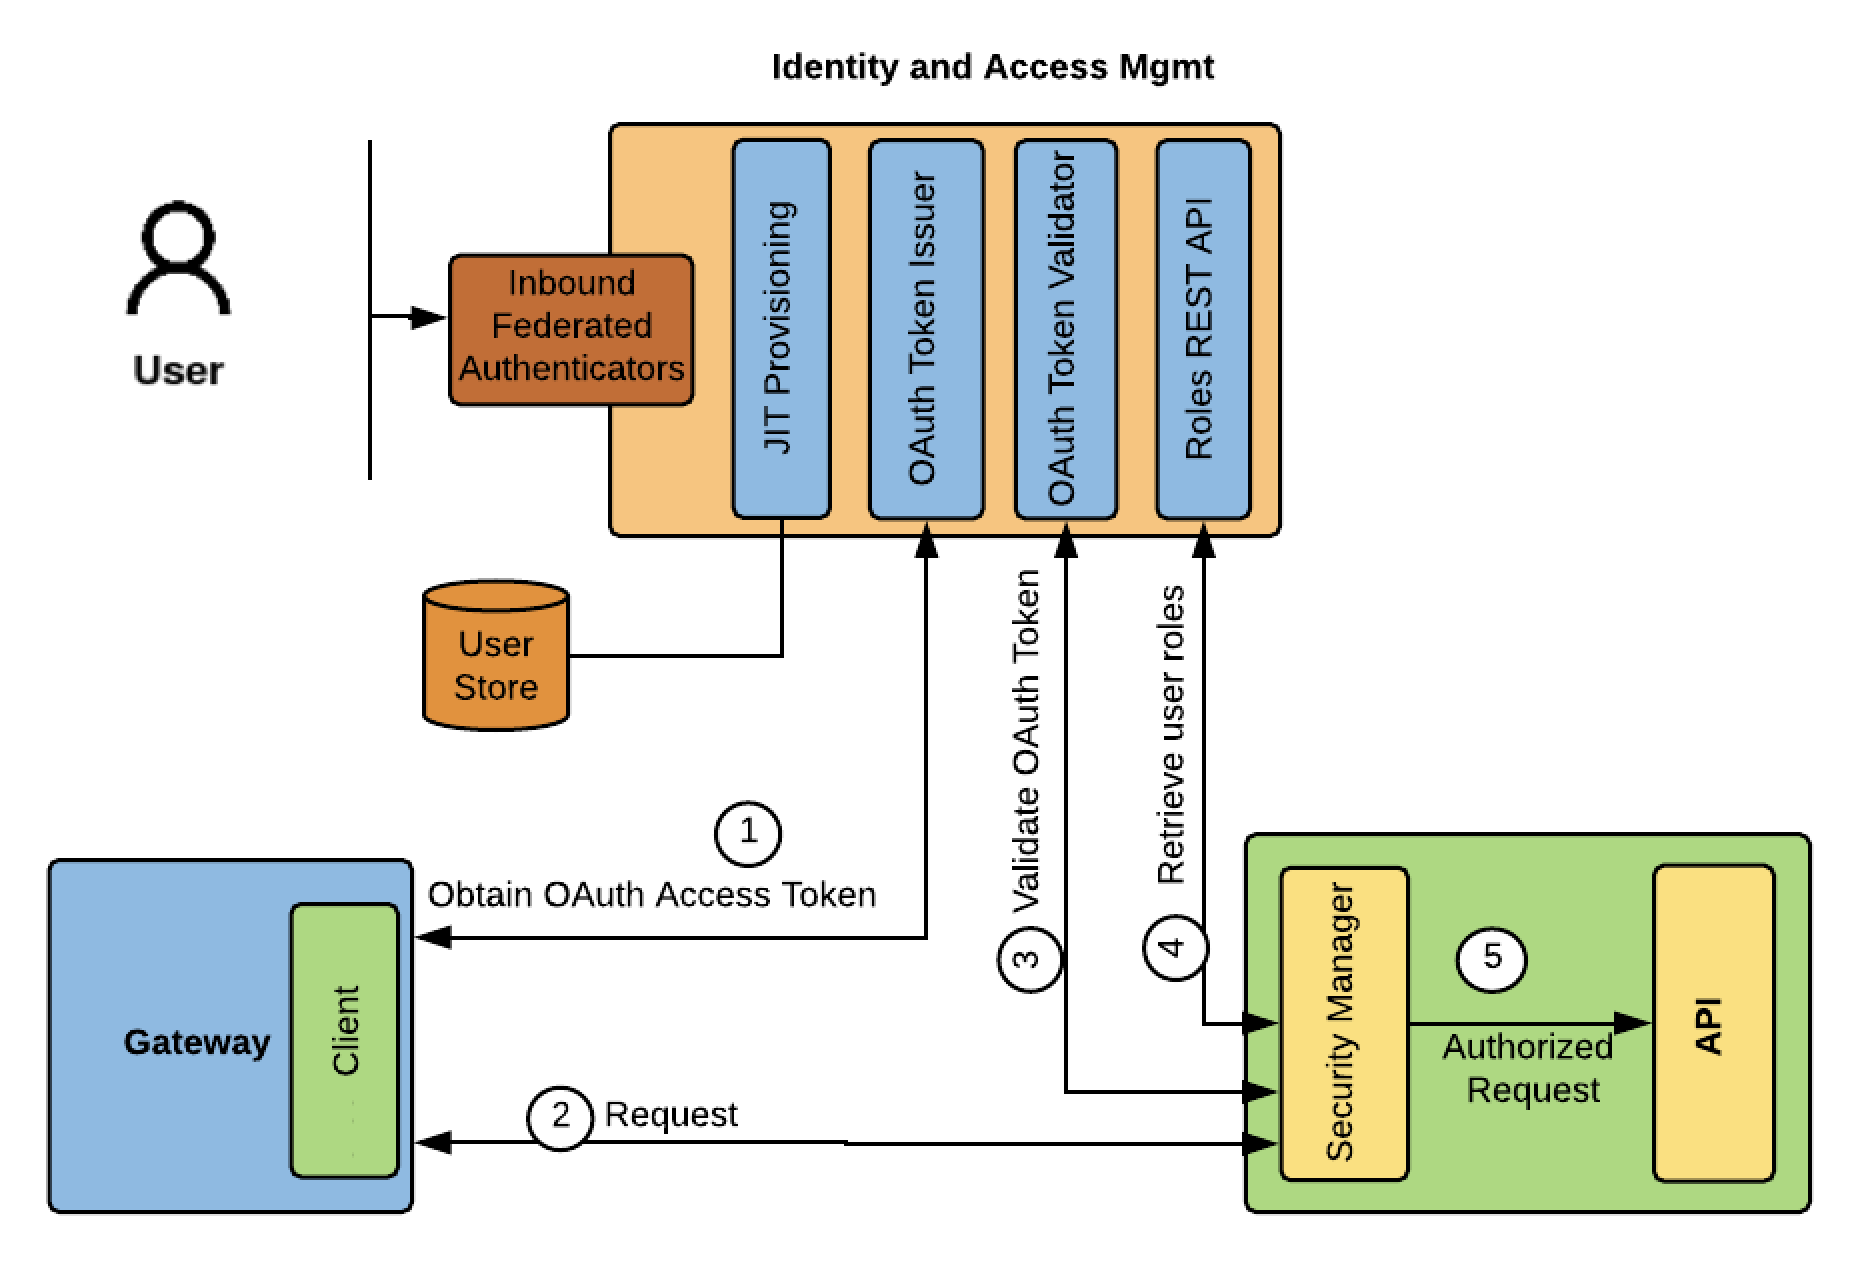 Identity and Access Mgmt
User
Inbound
Federated
Authenticators
JIT Provisioning
OAuth Token Issuer
OAuth Token Validator
Roles REST API
User
Store
1
Obtain OAuth Access Token
3 Validate OAuth Token
4 Retrieve user roles
Gateway
Client
2 Request
Security Manager
5
Authorized
Request
API